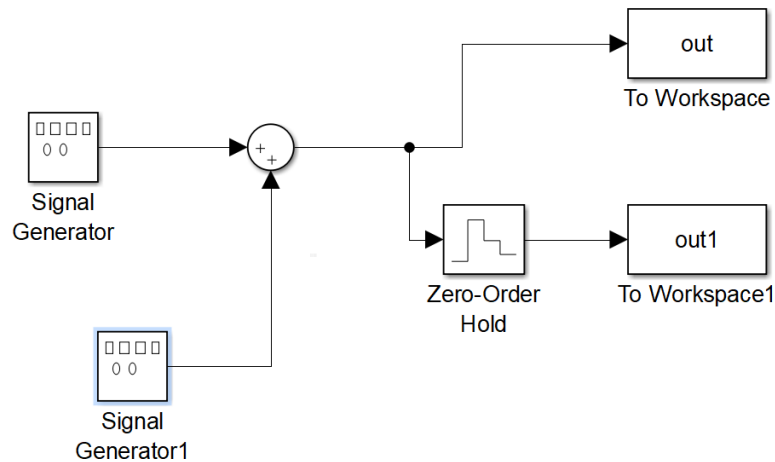 out
To Workspace
Signal
Generator
++
Zero-Order
Hold
out1
To Workspace1
Signal
Generator1